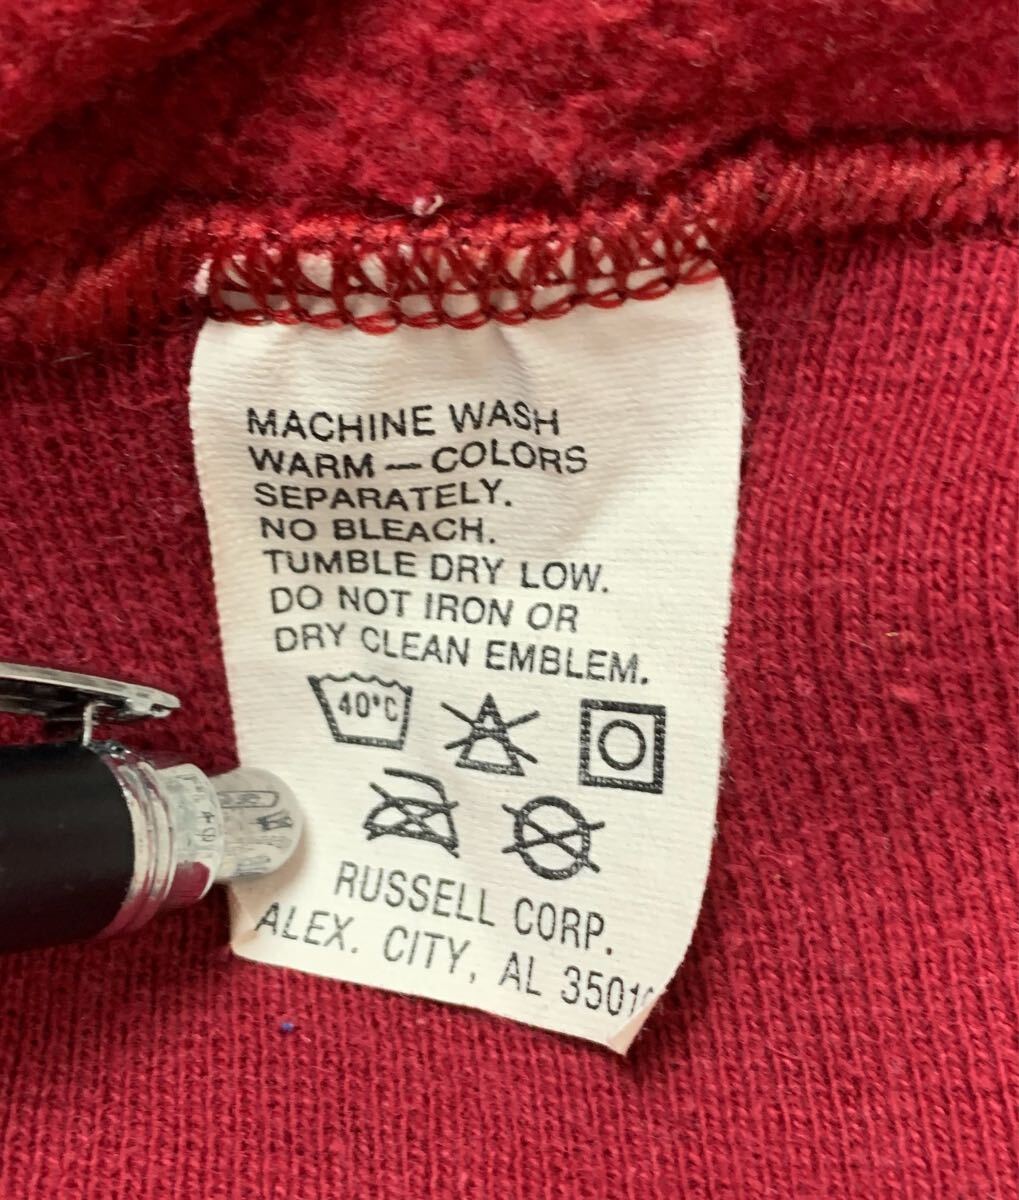 MACHINE WASH
WARM — COLORS
SEPARATELY.
NO BLEACH.
TUMBLE DRY LOW.
DO NOT IRON OR
DRY CLEAN EMBLEM.
40°C
RUSSELL CORP.
ALEX. CITY, AL